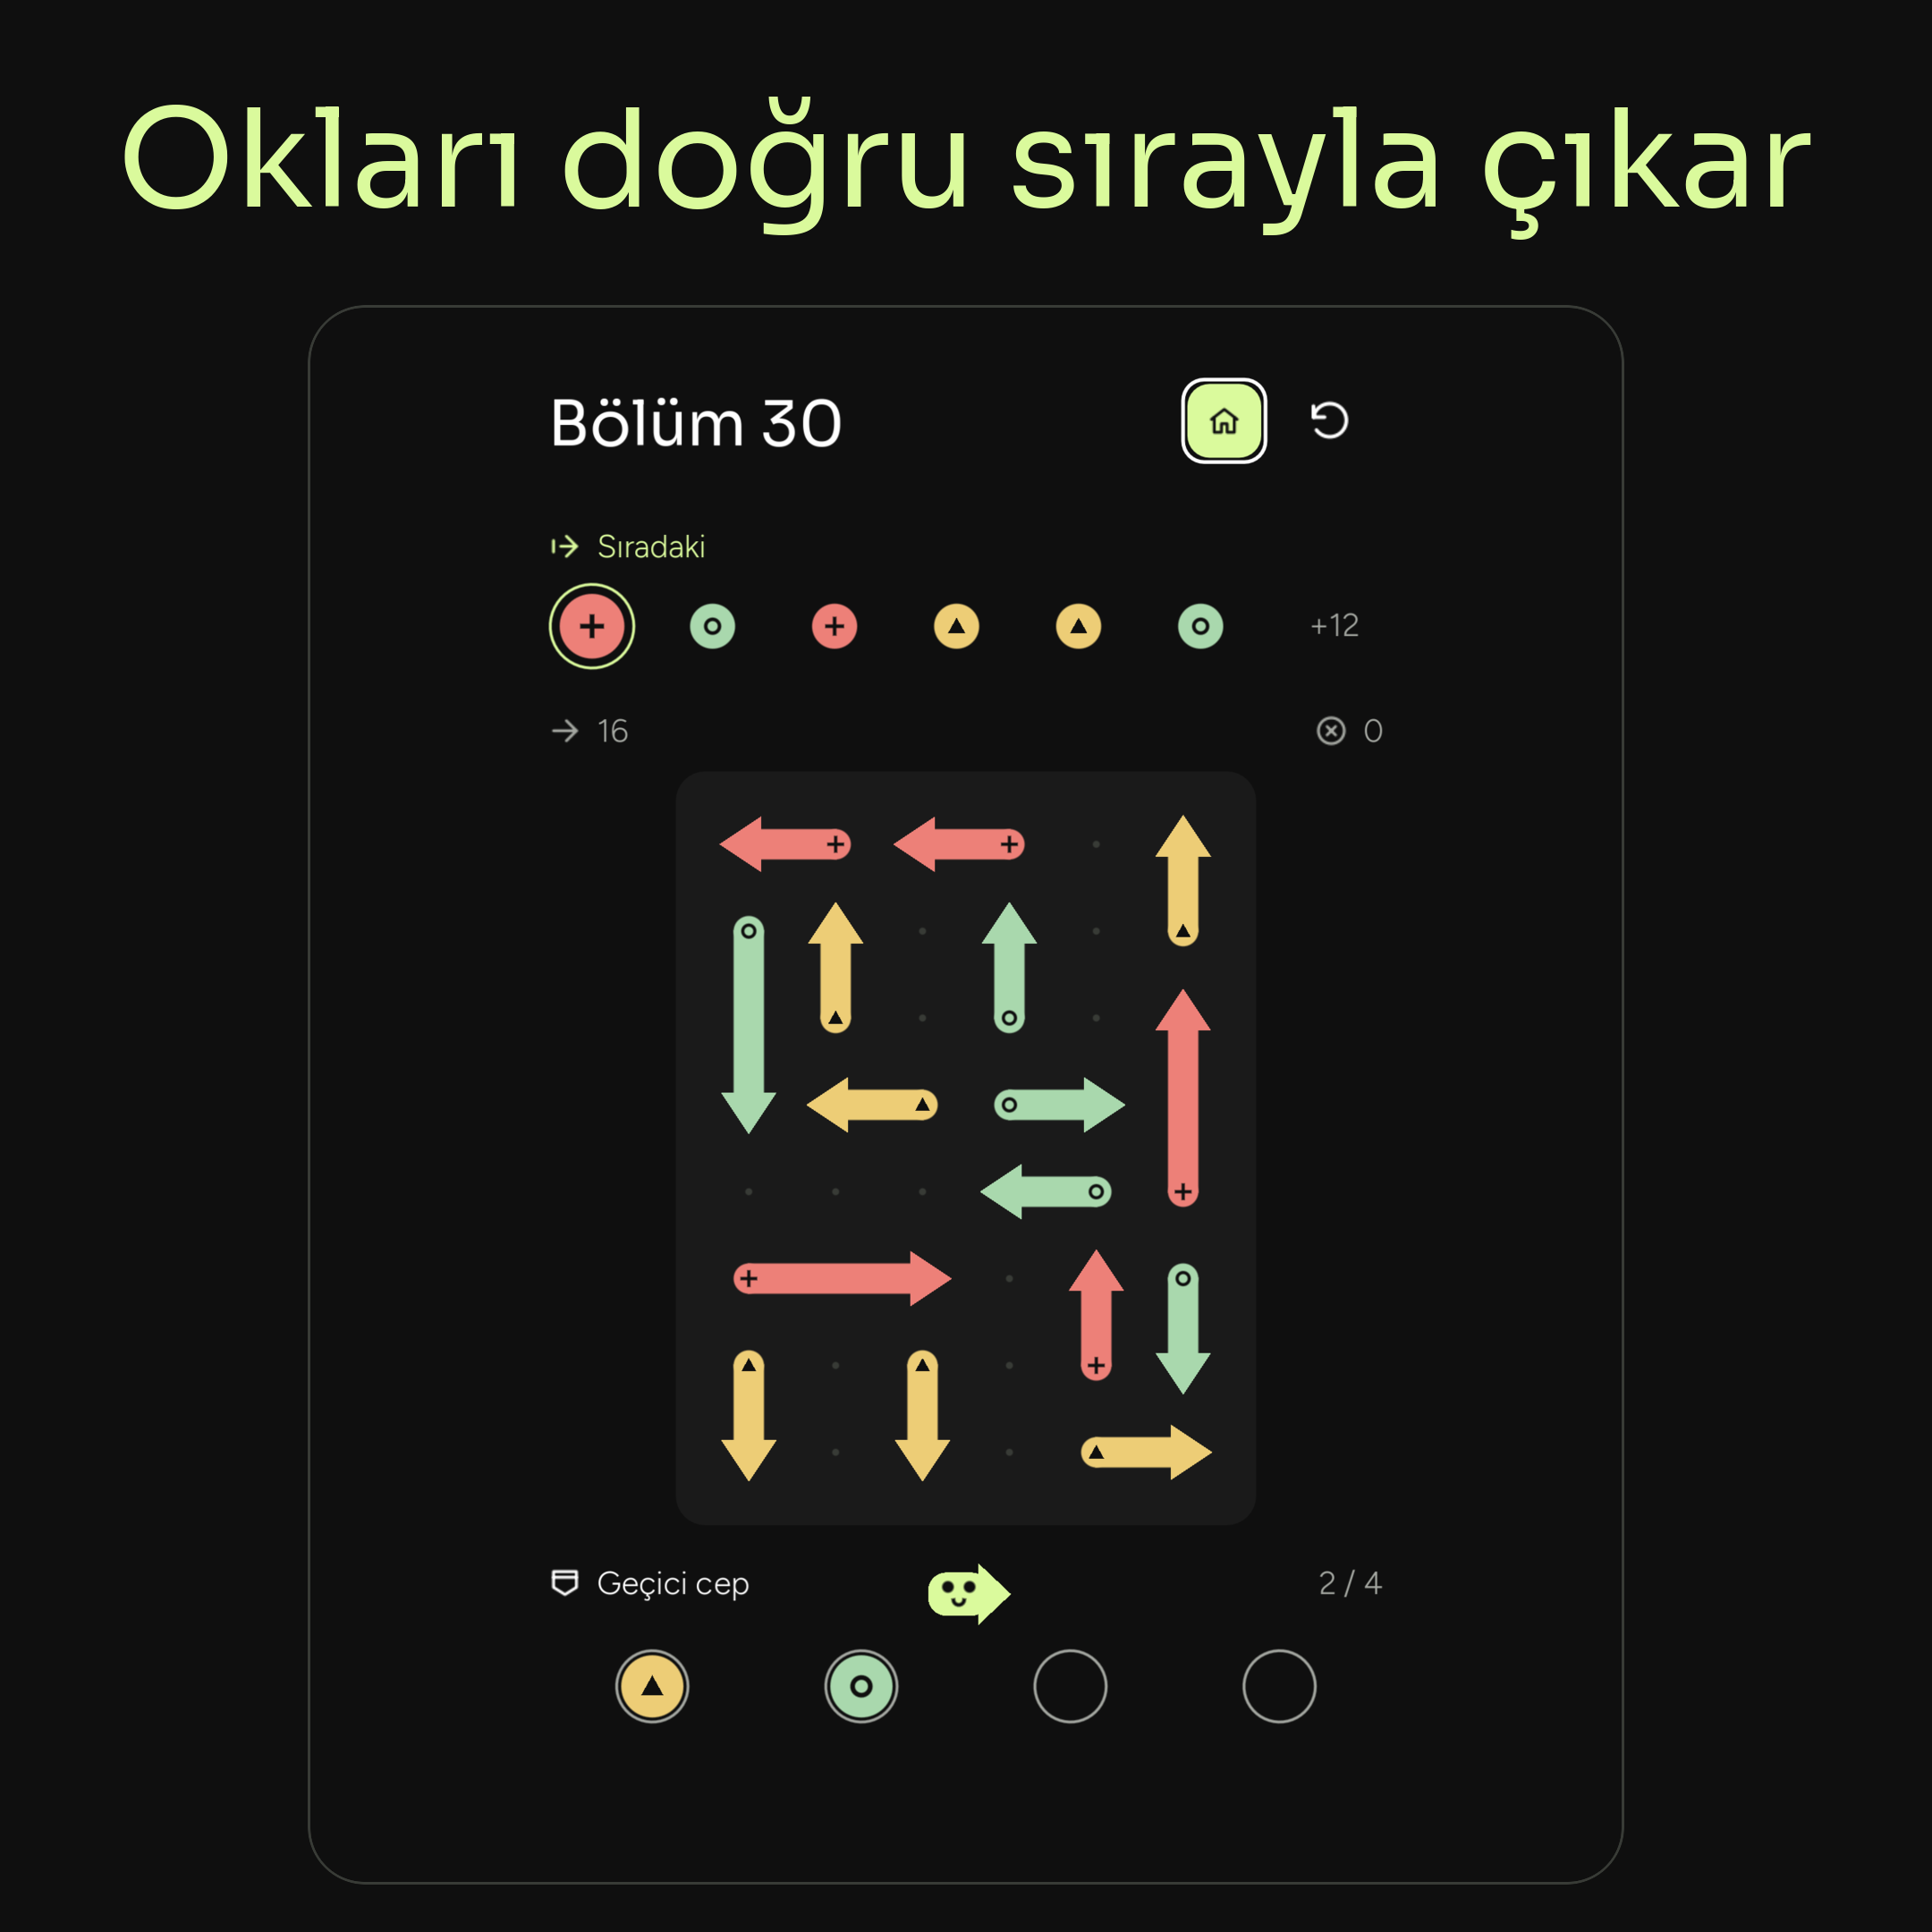 Okları doğru sırayla çıkar
Bölüm 30
Sıradaki
+12
16
0
Geçici cep
2 / 4